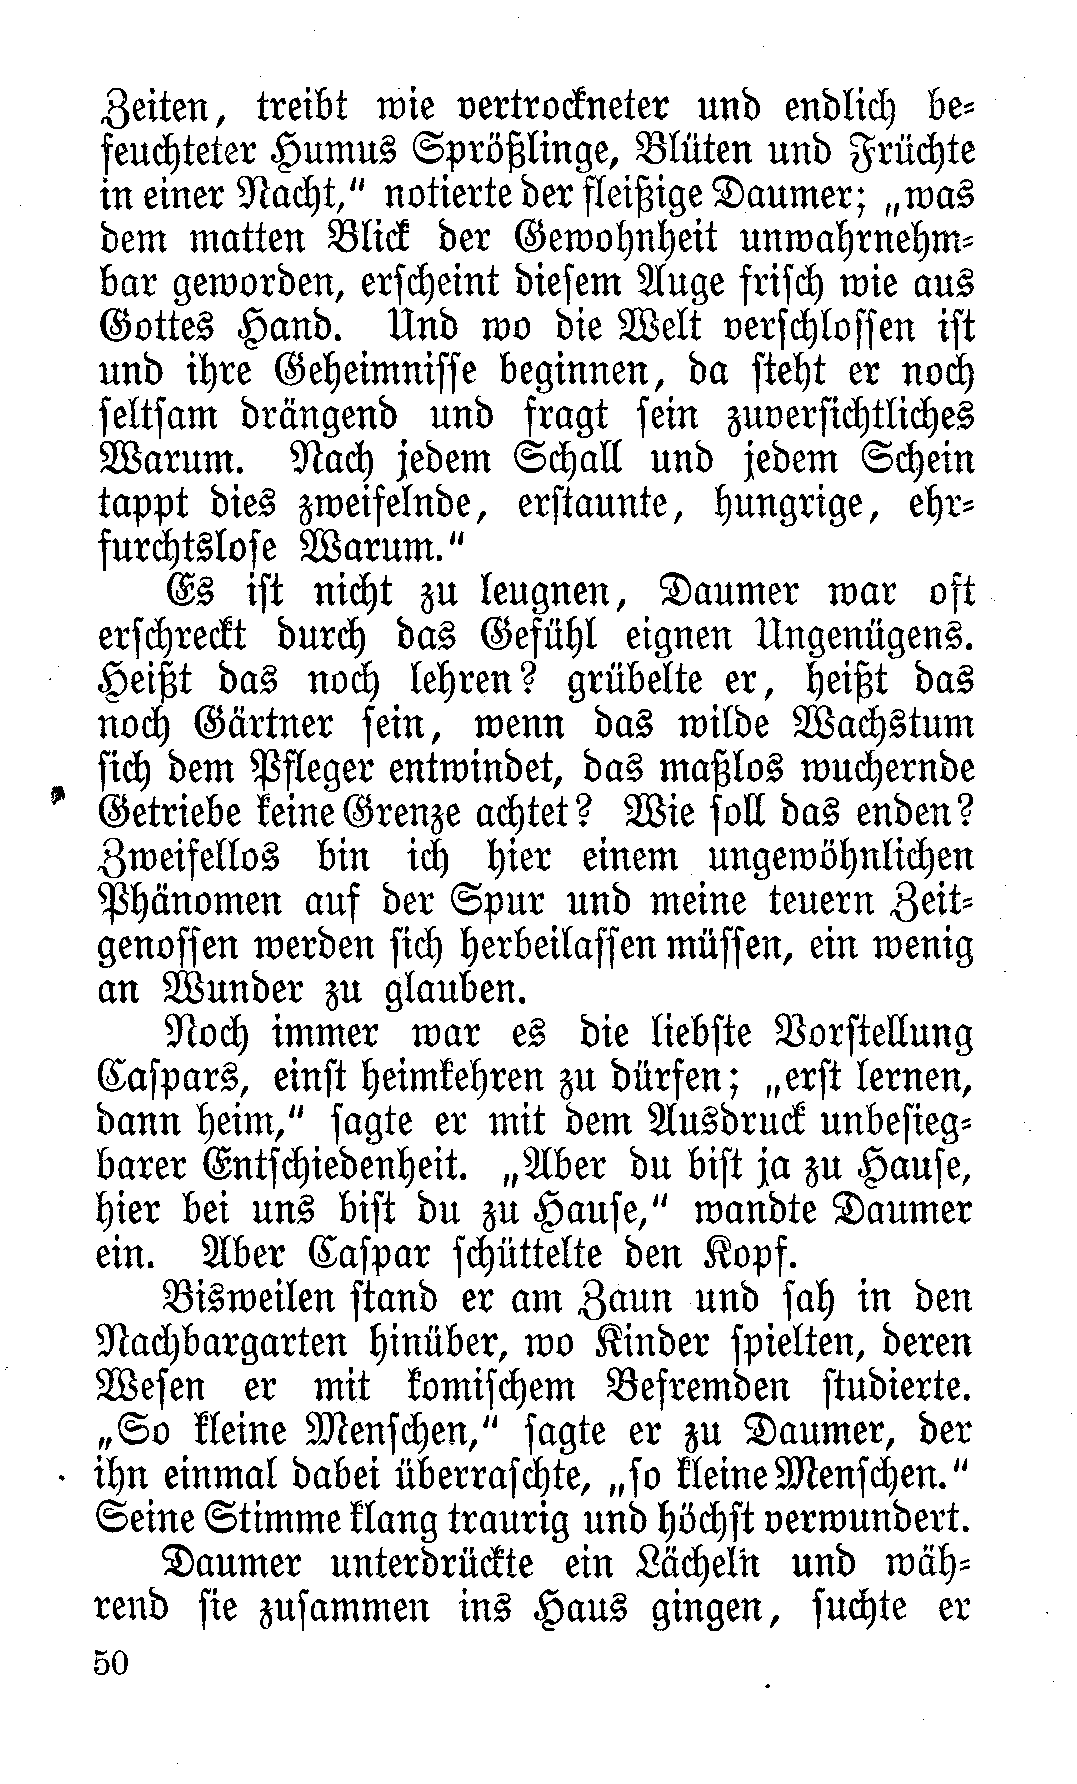 Zeiten, treibt wie vertrockneter und endlich be-
feuchteter Humus Sprößlinge, Blüten und Früchte
in einer Nacht,“ notierte der fleißige Daumer; „was
dem matten Blick der Gewohnheit unwahrnehm-
bar geworden, erscheint diesem Auge frisch wie aus
Gottes Hand. Und wo die Welt verschlossen ist
und ihre Geheimnisse beginnen, da steht er noch
seltsam drängend und fragt sein zuversichtliches
Warum. Nach jedem Schall und jedem Schein
tappt dies zweifelnde, erstaunte, hungrige, ehr-
furchtslose Warum.“
Es ist nicht zu leugnen, Daumer war oft
erschreckt durch das Gefühl eignen Ungenügens.
Heißt das noch lehren? grübelte er, heißt das
noch Gärtner sein, wenn das wilde Wachstum
sich dem Pfleger entwindet, das maßlos wuchernde
Getriebe keine Grenze achtet? Wie soll das enden?
Zweifellos bin ich hier einem ungewöhnlichen
Phänomen auf der Spur und meine teuern Zeit-
genossen werden sich herbeilassen müssen, ein wenig
an Wunder zu glauben.
Noch immer war es die liebste Vorstellung
Caspars, einst heimkehren zu dürfen; „erst lernen,
dann heim,“ sagte er mit dem Ausdruck unbesieg-
barer Entschiedenheit. „Aber du bist ja zu Hause,
hier bei uns bist du zu Hause,“ wandte Daumer
ein. Aber Caspar schüttelte den Kopf.
Bisweilen stand er am Zaun und sah in den
Nachbargarten hinüber, wo Kinder spielten, deren
Wesen er mit komischem Befremden studierte.
„So kleine Menschen,“ sagte er zu Daumer, der
ihn einmal dabei überraschte, „so kleine Menschen.“
Seine Stimme klang traurig und höchst verwundert.
Daumer unterdrückte ein Lächeln und wäh-
rend sie zusammen ins Haus gingen, suchte er
50